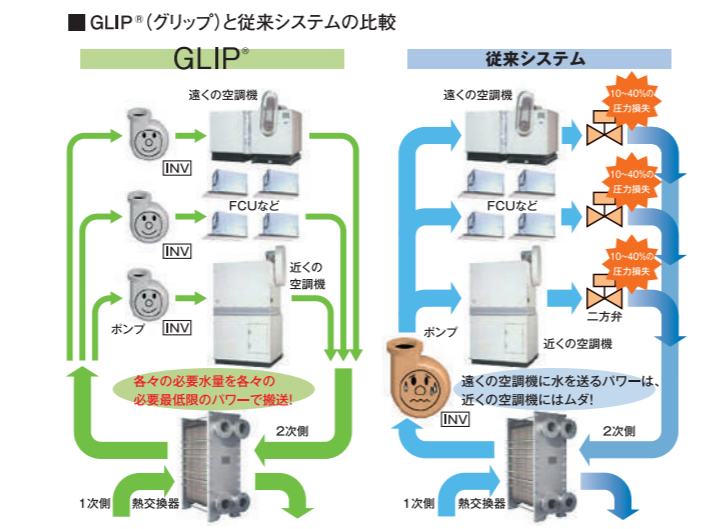 ■GLIP®(グリップ)と従来システムの比較
GLIP®
遠くの空調機
INV
FCUなど
INV
近くの
空調機
ポンプ
INV
各々の必要水量を各々の
必要最低限のパワーで搬送!
2次側
1次側
熱交換器
従来システム
遠くの空調機
10~40%の
圧力損失
FCUなど
10~40%の
圧力損失
10~40%の
圧力損失
二方弁
ポンプ
近くの空調機
遠くの空調機に水を送るパワーは、
近くの空調機にはムダ!
INV
2次側
1次側
熱交換器